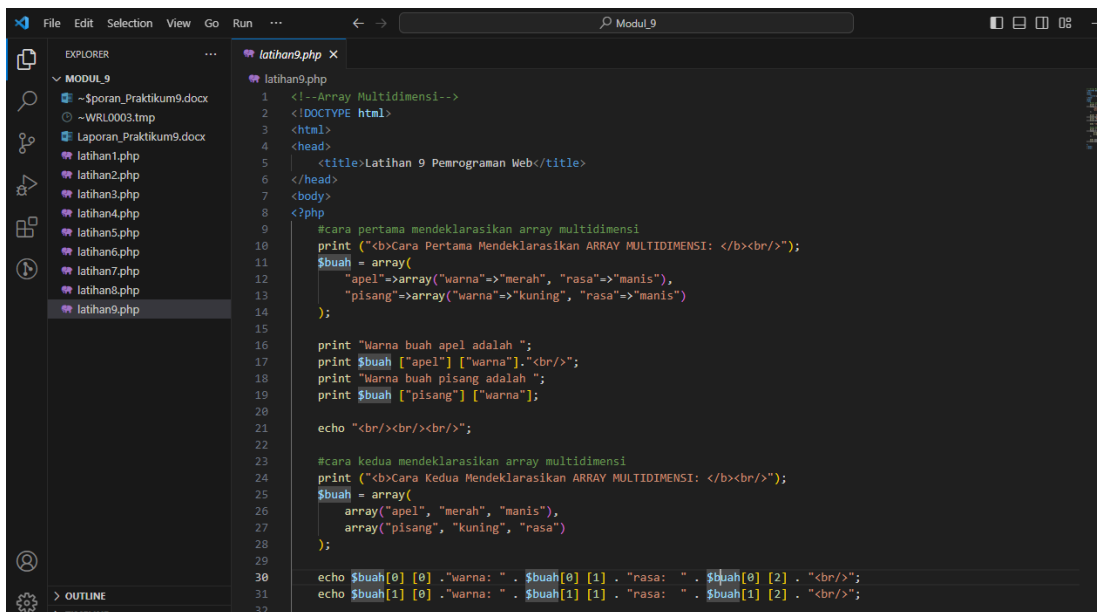 File Edit Selection View Go Run ··· ← → Modul_9
EXPLORER ···
MODUL_9
~$poran_Praktikum9.docx
~WRL0003.tmp
Laporan_Praktikum9.docx
latihan1.php
latihan2.php
latihan3.php
latihan4.php
latihan5.php
latihan6.php
latihan7.php
latihan8.php
latihan9.php
OUTLINE
latihan9.php ×
latihan9.php
1 <!--Array Multidimensi-->
2 <!DOCTYPE html>
3 <html>
4 <head>
5     <title>Latihan 9 Pemrograman Web</title>
6 </head>
7 <body>
8 <?php
9     #cara pertama mendeklarasikan array multidimensi
10     print ("<b>Cara Pertama Mendeklarasikan ARRAY MULTIDIMENSI: </b><br/>");
11     $buah = array(
12         "apel"=>array("warna"=>"merah", "rasa"=>"manis"),
13         "pisang"=>array("warna"=>"kuning", "rasa"=>"manis")
14     );
15
16     print "Warna buah apel adalah ";
17     print $buah ["apel"] ["warna"]."<br/>";
18     print "Warna buah pisang adalah ";
19     print $buah ["pisang"] ["warna"];
20
21     echo "<br/><br/><br/>";
22
23     #cara kedua mendeklarasikan array multidimensi
24     print ("<b>Cara Kedua Mendeklarasikan ARRAY MULTIDIMENSI: </b><br/>");
25     $buah = array(
26         array("apel", "merah", "manis"),
27         array("pisang", "kuning", "rasa")
28     );
29
30     echo $buah[0] [0] ."warna: " . $buah[0] [1] . "rasa:  " . $buah[0] [2] . "<br/>";
31     echo $buah[1] [0] ."warna: " . $buah[1] [1] . "rasa:  " . $buah[1] [2] . "<br/>";
32